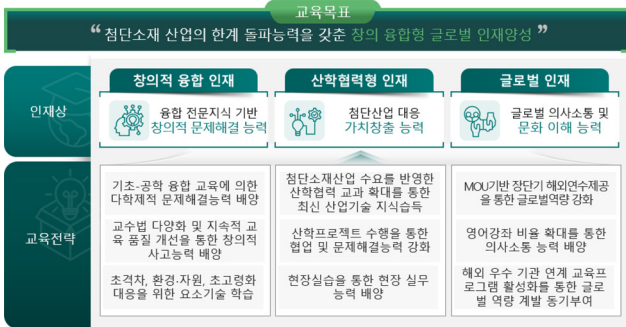 교육목표
“ 첨단소재 산업의 한계 돌파능력을 갖춘 창의 융합형 글로벌 인재양성 ”
인재상
창의적 융합 인재
융합 전문지식 기반
창의적 문제해결 능력
산학협력형 인재
첨단산업 대응
가치창출 능력
글로벌 인재
글로벌 의사소통 및
문화 이해 능력
교육전략
기초-공학 융합 교육에 의한
다학제적 문제해결능력 배양
교수법 다양화 및 지속적 교
육 품질 개선을 통한 창의적
사고능력 배양
초격차, 환경·자원, 초고령화
대응을 위한 요소기술 학습
첨단소재산업 수요를 반영한
산학협력 교과 확대를 통한
최신 산업기술 지식습득
산학프로젝트 수행을 통한
협업 및 문제해결능력 강화
현장실습을 통한 현장 실무
능력 배양
MOU기반 장단기 해외연수제공
을 통한 글로벌역량 강화
영어강좌 비율 확대를 통한
의사소통 능력 배양
해외 우수 기관 연계 교육프
로그램 활성화를 통한 글로
벌 역량 계발 동기부여